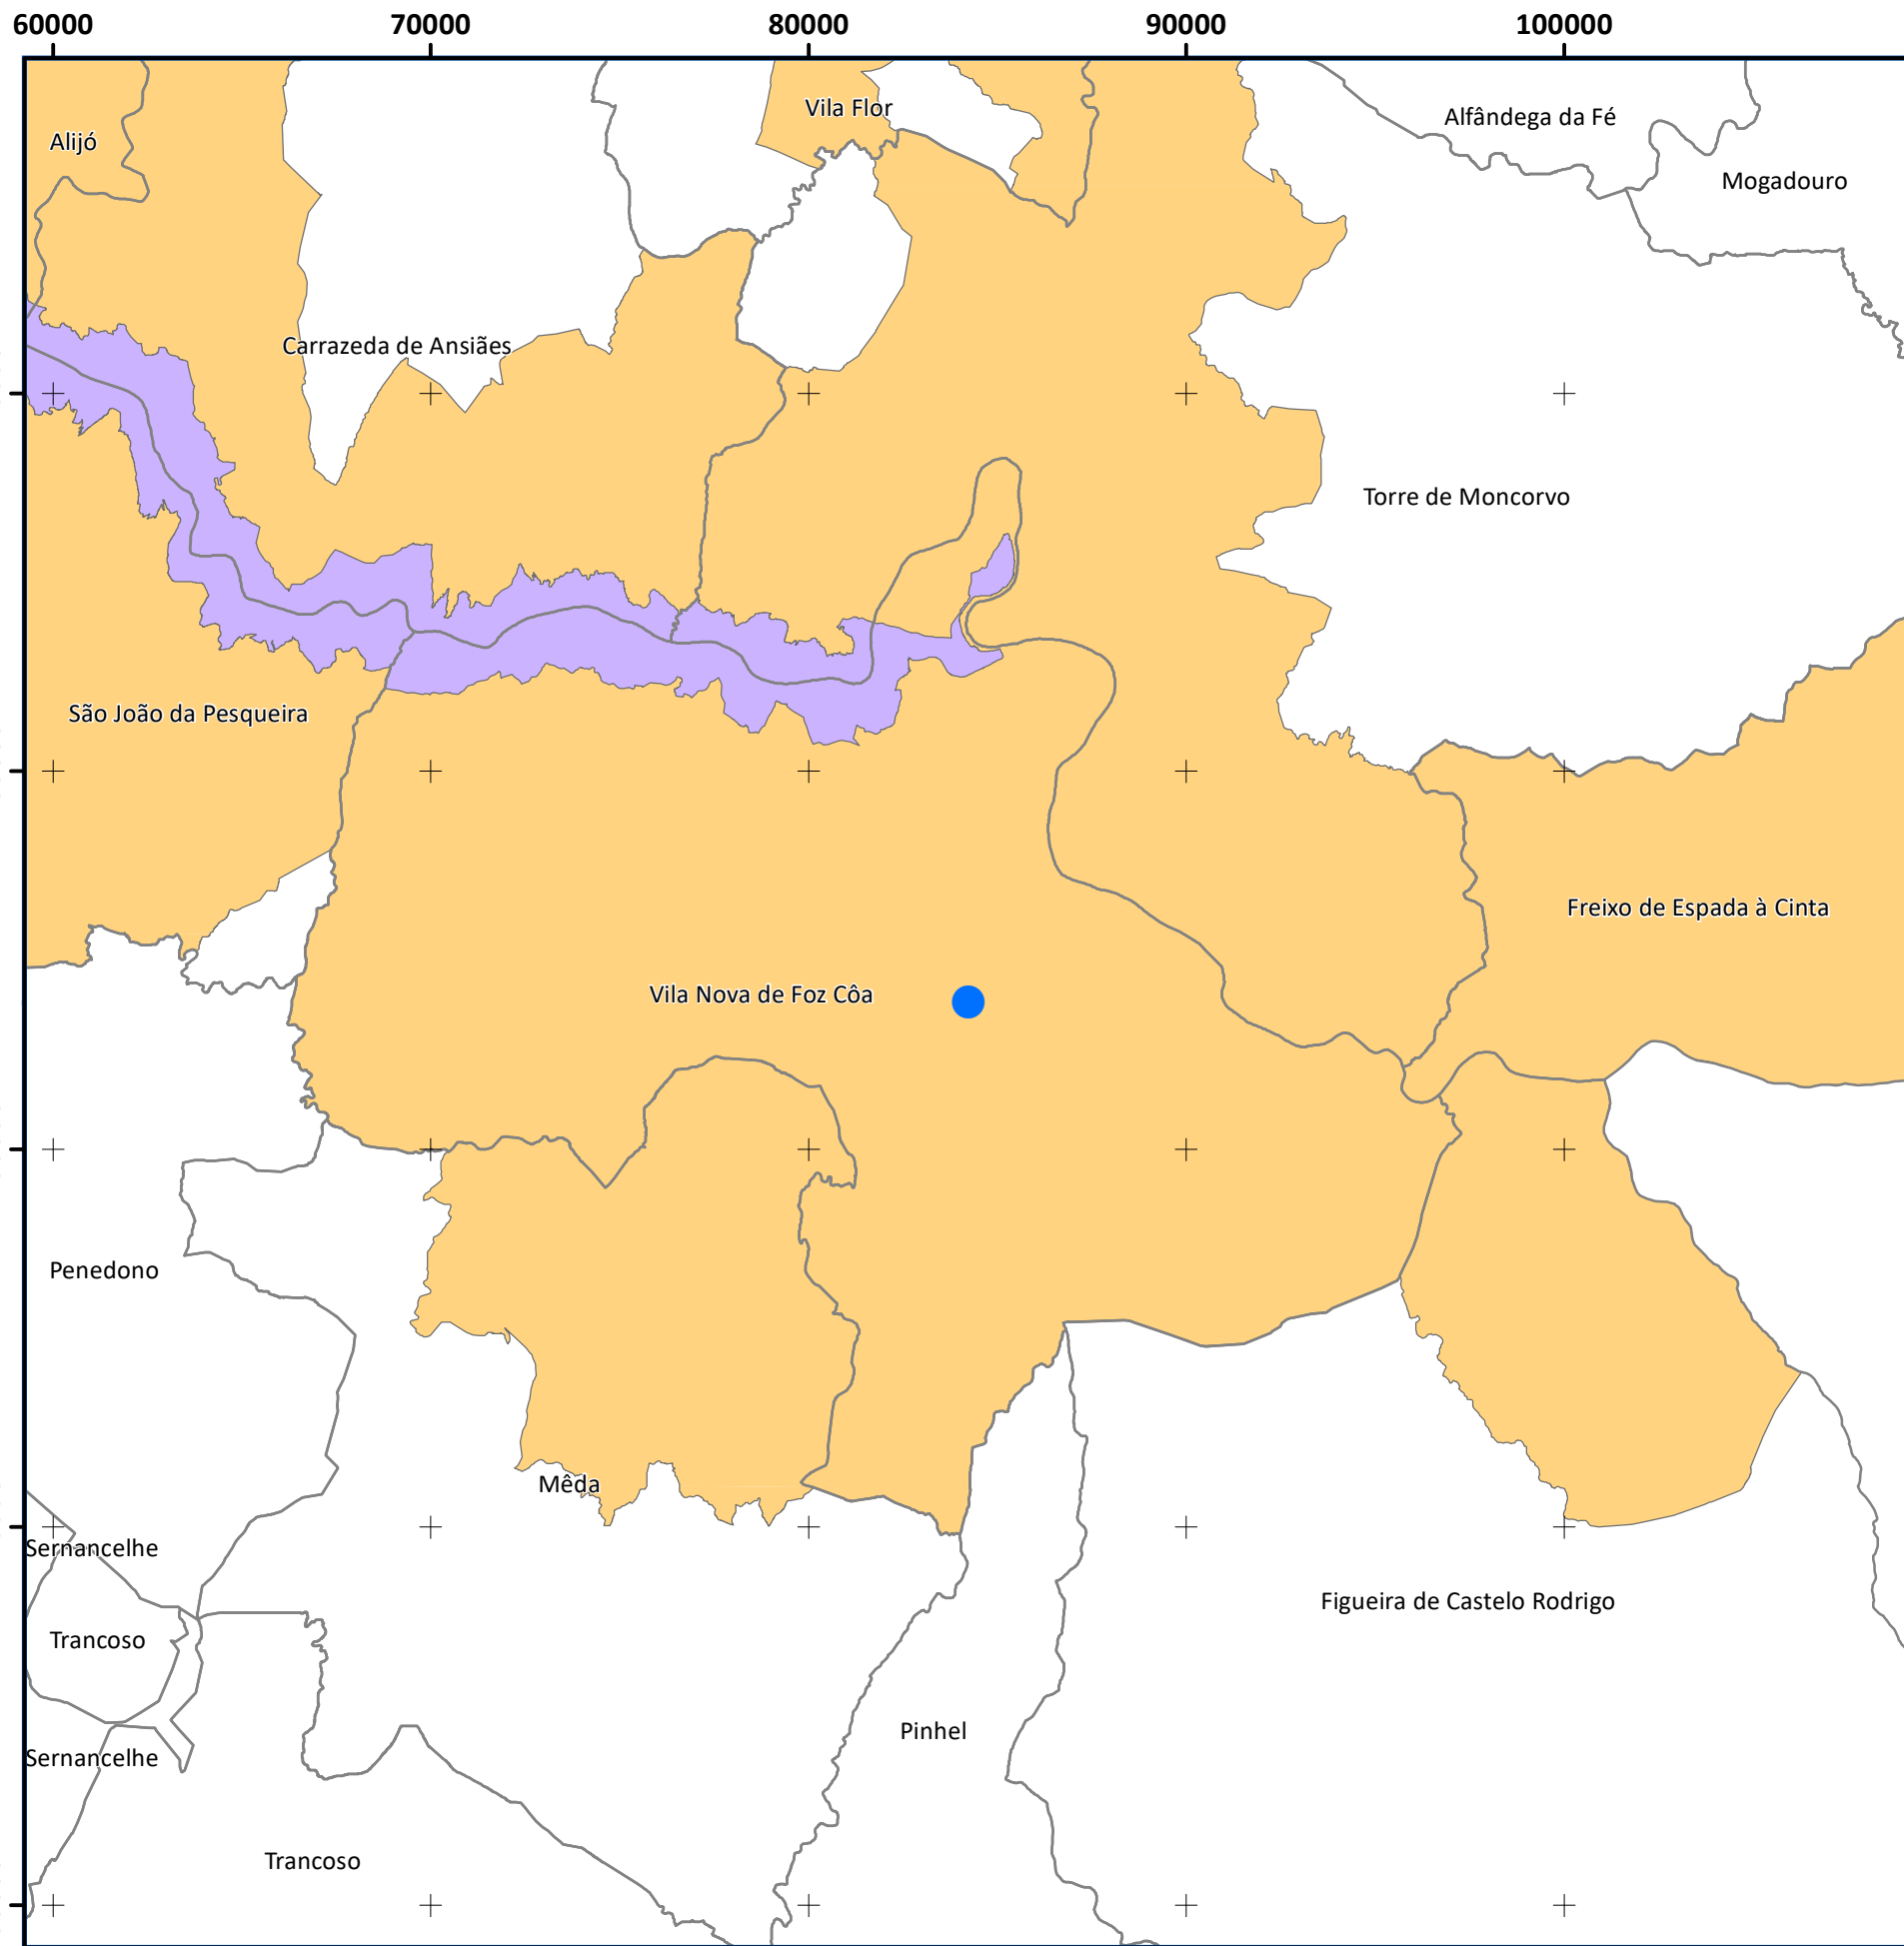 60000 70000 80000 90000 100000
Vila Flor
Alfândega da Fé
Alijó
Mogadouro
Carrazeda de Ansiães
Torre de Moncorvo
São João da Pesqueira
Freixo de Espada à Cinta
Vila Nova de Foz Côa
Penedono
Mêda
Sernancelhe
Figueira de Castelo Rodrigo
Trancoso
Pinhel
Sernancelhe
Trancoso